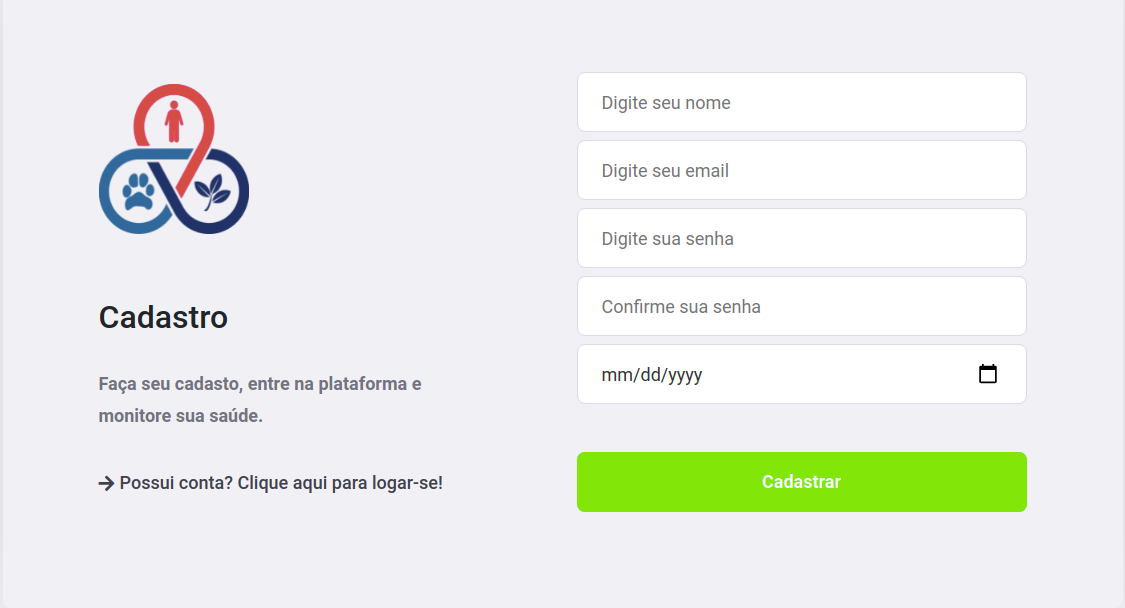 Cadastro
Faça seu cadasto, entre na plataforma e
monitore sua saúde.
Possui conta? Clique aqui para logar-se!
Digite seu nome
Digite seu email
Digite sua senha
Confirme sua senha
mm/dd/yyyy
Cadastrar